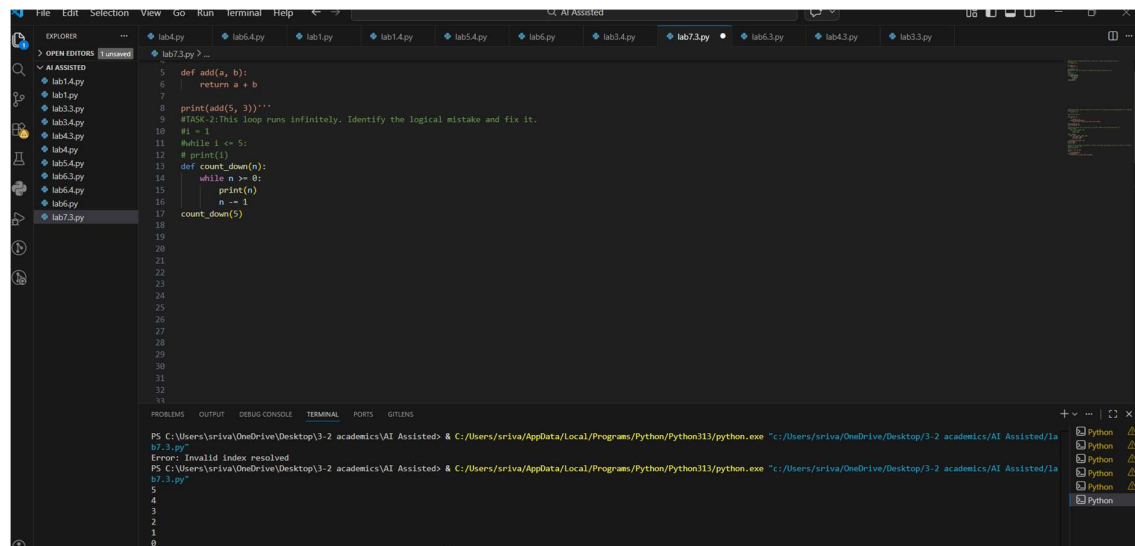 File Edit Selection View Go Run Terminal Help
AI Assisted
EXPLORER
OPEN EDITORS 1 unsaved
AI ASSISTED
lab1.4.py
lab1.py
lab3.3.py
lab3.4.py
lab4.3.py
lab4.py
lab5.4.py
lab6.3.py
lab6.4.py
lab6.py
lab7.3.py
lab4.py lab6.4.py lab1.py lab1.4.py lab5.4.py lab6.py lab3.4.py lab7.3.py lab6.3.py lab4.3.py lab3.3.py
lab7.3.py > ...
5 def add(a, b):
6 return a + b
7
8 print(add(5, 3))'''
9 #TASK-2:This loop runs infinitely. Identify the logical mistake and fix it.
10 #i = 1
11 #while i <= 5:
12 # print(i)
13 def count_down(n):
14 while n >= 0:
15 print(n)
16 n -= 1
17 count_down(5)
18
19
20
21
22
23
24
25
26
27
28
29
30
31
32
33
PROBLEMS OUTPUT DEBUG CONSOLE TERMINAL PORTS GITLENS
PS C:\Users\sriva\OneDrive\Desktop\3-2 academics\AI Assisted> & C:/Users/sriva/AppData/Local/Programs/Python/Python313/python.exe "c:/Users/sriva/OneDrive/Desktop/3-2 academics/AI Assisted/la
b7.3.py"
Error: Invalid index resolved
PS C:\Users\sriva\OneDrive\Desktop\3-2 academics\AI Assisted> & C:/Users/sriva/AppData/Local/Programs/Python/Python313/python.exe "c:/Users/sriva/OneDrive/Desktop/3-2 academics/AI Assisted/la
b7.3.py"
5
4
3
2
1
0
Python
Python
Python
Python
Python
Python